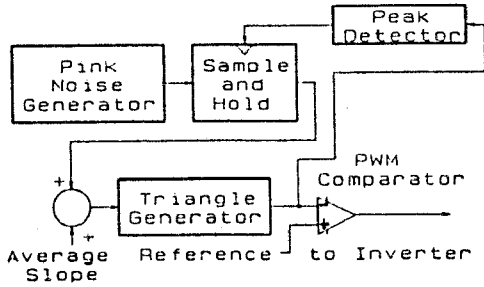 Peak
Detector
Pink
Noise
Generator
Sample
and
Hold
PWM
Comparator
+
Triangle
Generator
-
+
+
Average
Slope
Reference
to Inverter